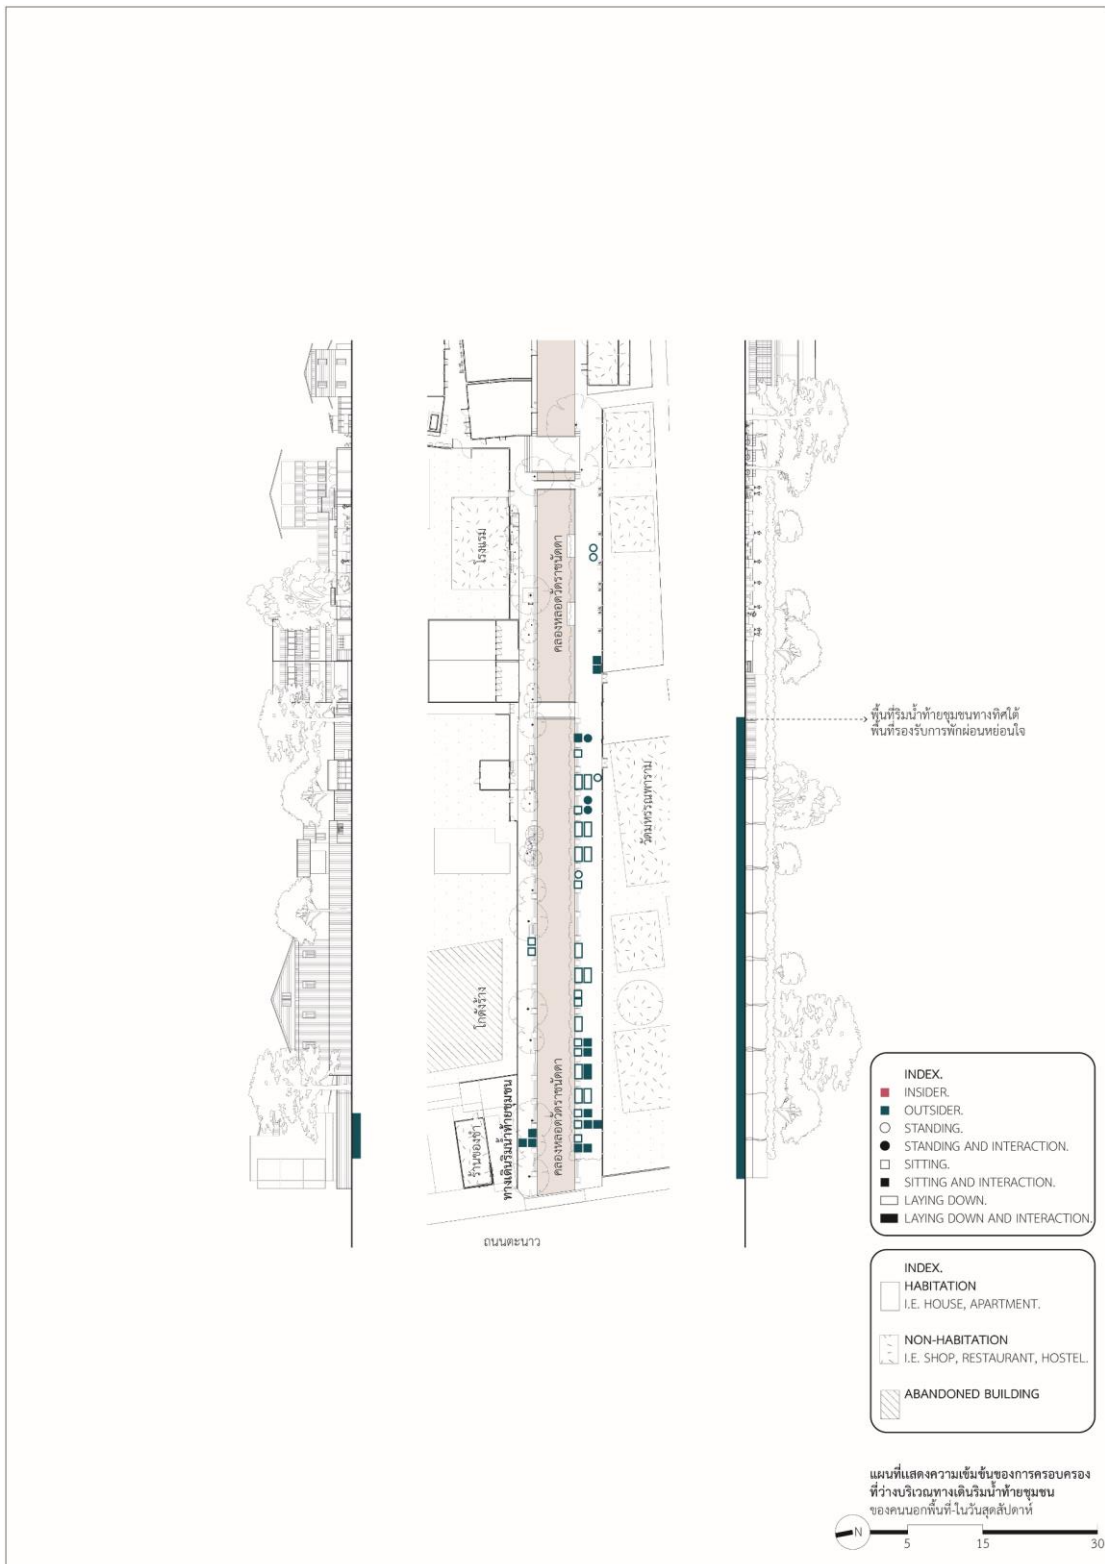 โรงแรม
คลองหลอดวัดราชนัดดา
พื้นที่ริมน้ำท้ายชุมชนทางทิศใต้
พื้นที่รองรับการพักผ่อนหย่อนใจ
วัดมหรรณพาราม
โกดังร้าง
ร้านของชำ
ทางเดินริมน้ำท้ายชุมชน
คลองหลอดวัดราชนัดดา
ถนนตะนาว
INDEX.
INSIDER.
OUTSIDER.
STANDING.
STANDING AND INTERACTION.
SITTING.
SITTING AND INTERACTION.
LAYING DOWN.
LAYING DOWN AND INTERACTION.
INDEX.
HABITATION
I.E. HOUSE, APARTMENT.
NON-HABITATION
I.E. SHOP, RESTAURANT, HOSTEL.
ABANDONED BUILDING
แผนที่แสดงความเข้มข้นของการครอบครอง
ที่ว่างบริเวณทางเดินริมน้ำท้ายชุมชน
ของคนนอกพื้นที่-ในวันสุดสัปดาห์
N
5 15 30